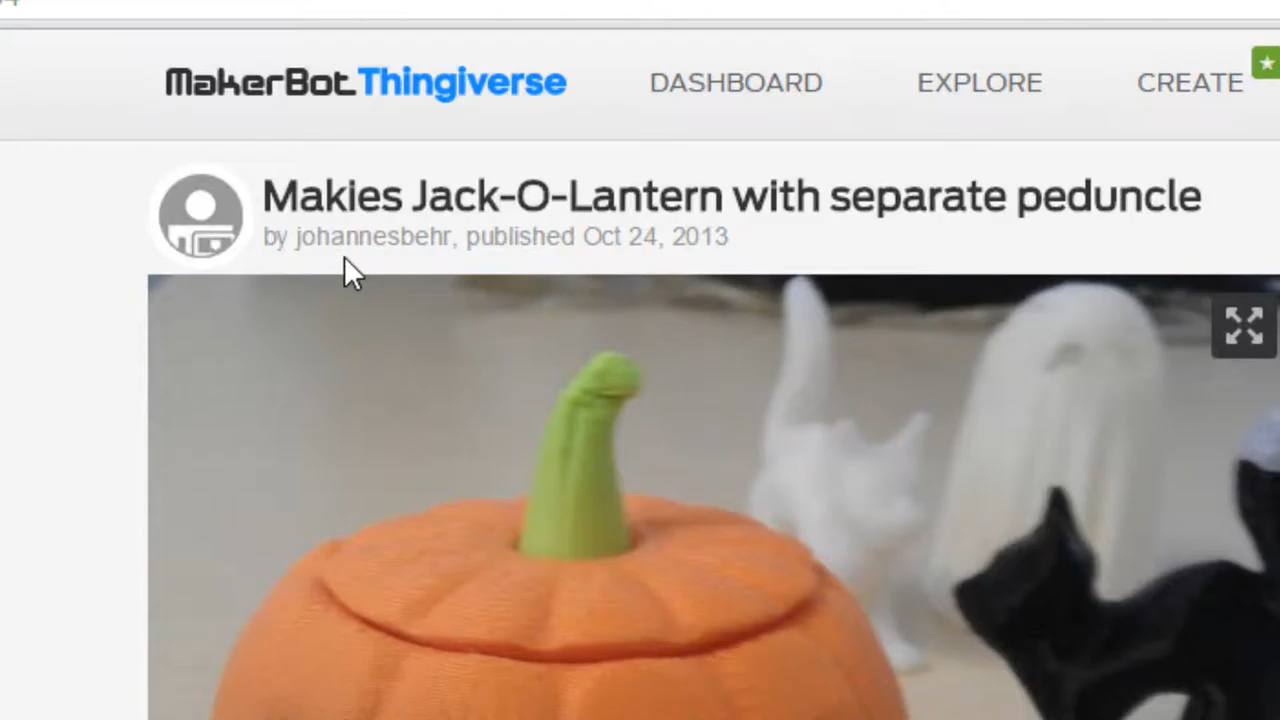 MakerBot Thingiverse DASHBOARD EXPLORE CREATE
Makies Jack-O-Lantern with separate peduncle
by johannesbehr, published Oct 24, 2013